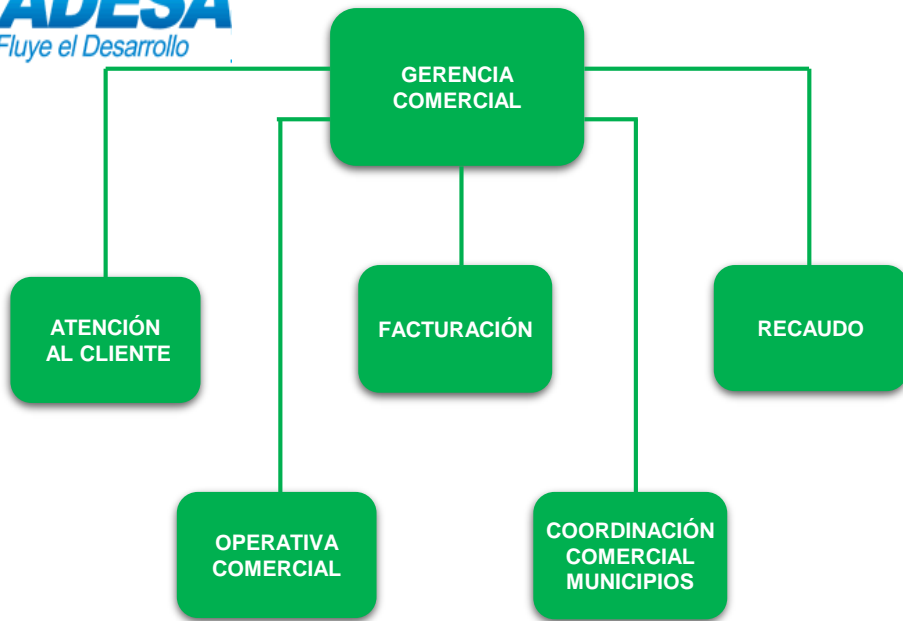 ADESA
Fluye el Desarrollo
GERENCIA
COMERCIAL
ATENCIÓN
AL CLIENTE
FACTURACIÓN
RECAUDO
OPERATIVA
COMERCIAL
COORDINACIÓN
COMERCIAL
MUNICIPIOS